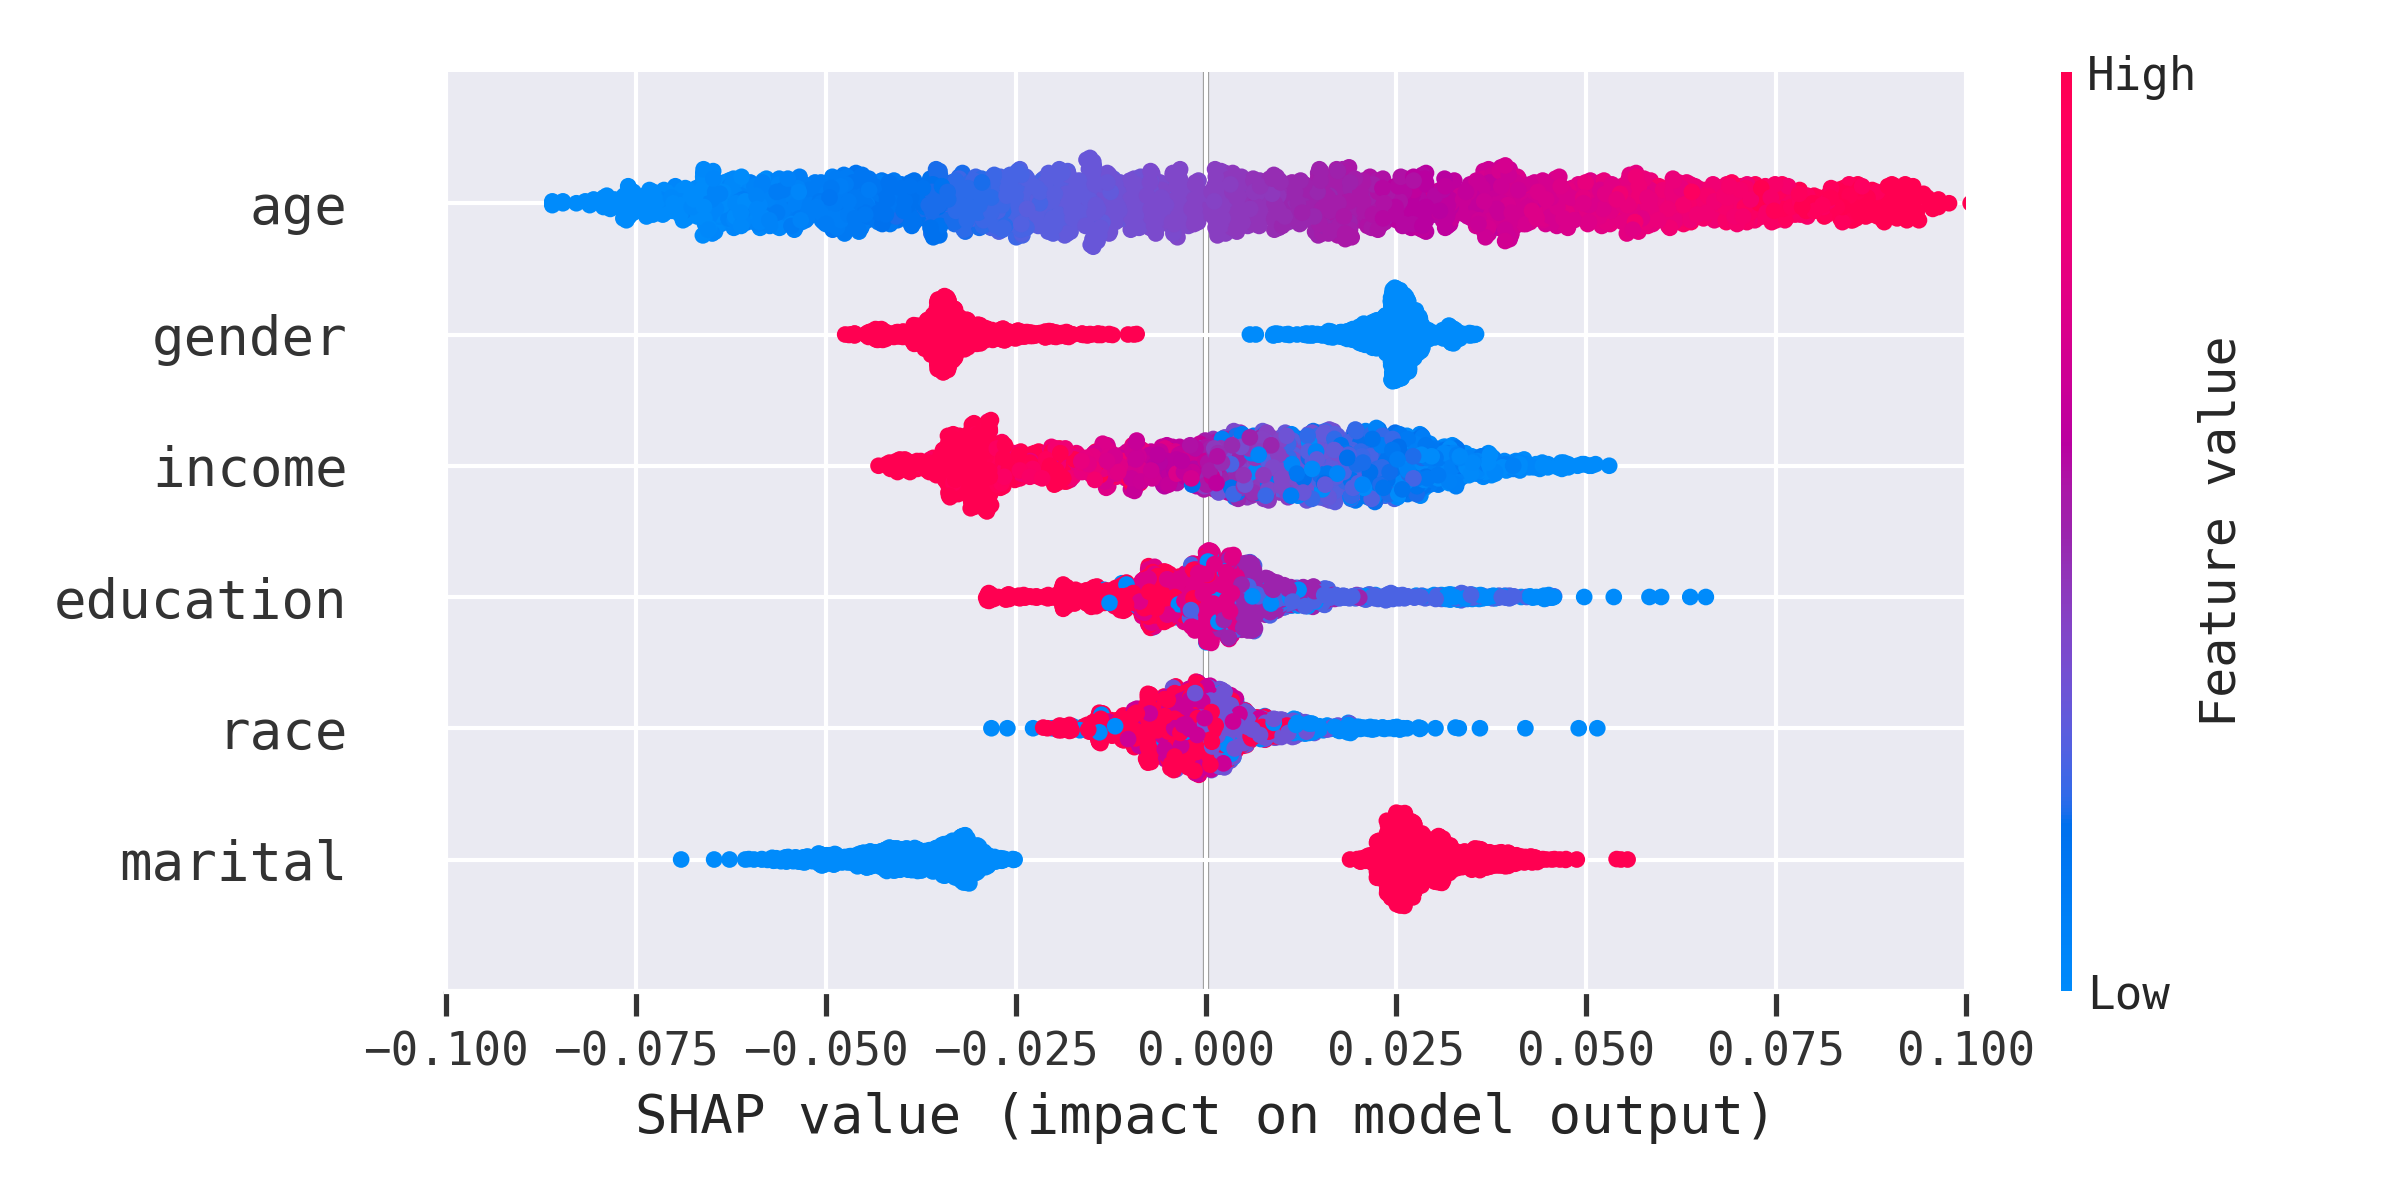 High
age
gender
income
education
race
marital
Feature value
Low
−0.100 −0.075 −0.050 −0.025 0.000 0.025 0.050 0.075 0.100
SHAP value (impact on model output)